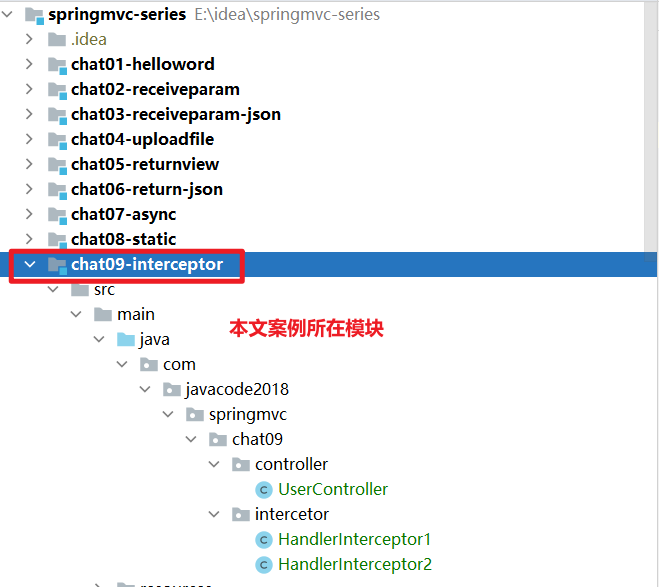 springmvc-series E:\idea\springmvc-series
.idea
chat01-helloword
chat02-receiveparam
chat03-receiveparam-json
chat04-uploadfile
chat05-returnview
chat06-return-json
chat07-async
chat08-static
chat09-interceptor
src
main
本文案例所在模块
java
com
javacode2018
springmvc
chat09
controller
UserController
intercetor
HandlerInterceptor1
HandlerInterceptor2